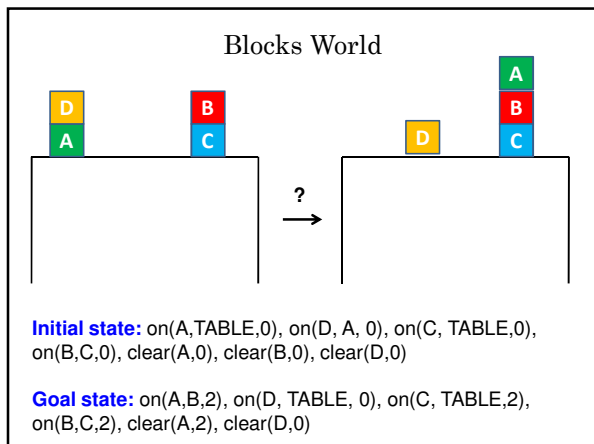 Blocks World
A
D
B
B
A
C
D
C
?
Initial state: on(A,TABLE,0), on(D, A, 0), on(C, TABLE,0),
on(B,C,0), clear(A,0), clear(B,0), clear(D,0)
Goal state: on(A,B,2), on(D, TABLE, 0), on(C, TABLE,2),
on(B,C,2), clear(A,2), clear(D,0)